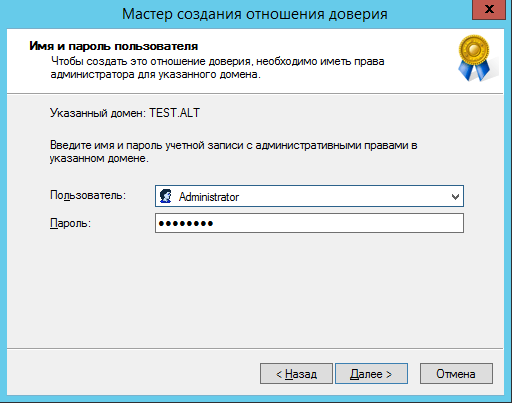 Мастер создания отношения доверия
x
Имя и пароль пользователя
Чтобы создать это отношение доверия, необходимо иметь права
администратора для указанного домена.
Указанный домен: TEST.ALT
Введите имя и пароль учетной записи с административными правами в
указанном домене.
Пользователь: Administrator
Пароль: ••••••••
< Назад Далее > Отмена